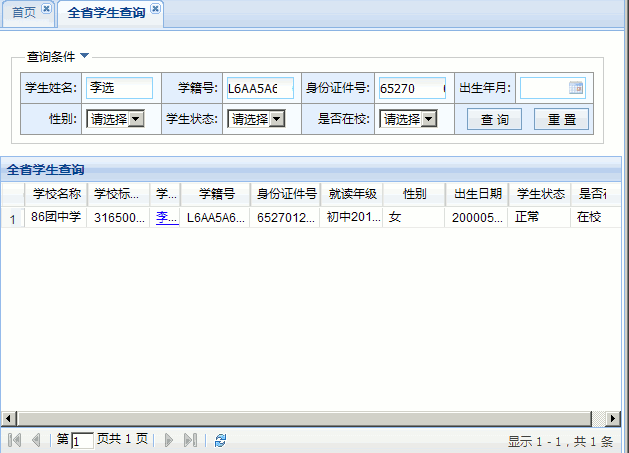 首页 全省学生查询
查询条件
学生姓名: 李选 学籍号: L6AA5A6 身份证件号: 65270 出生年月:
性别: 请选择 学生状态: 请选择 是否在校: 请选择 查 询 重 置
全省学生查询
学校名称 学校标... 学... 学籍号 身份证件号 就读年级 性别 出生日期 学生状态 是否在
1 86团中学 316500... 李... L6AA5A6... 6527012... 初中201... 女 200005... 正常 在校
第 1 页共 1 页 显示 1 - 1，共 1 条